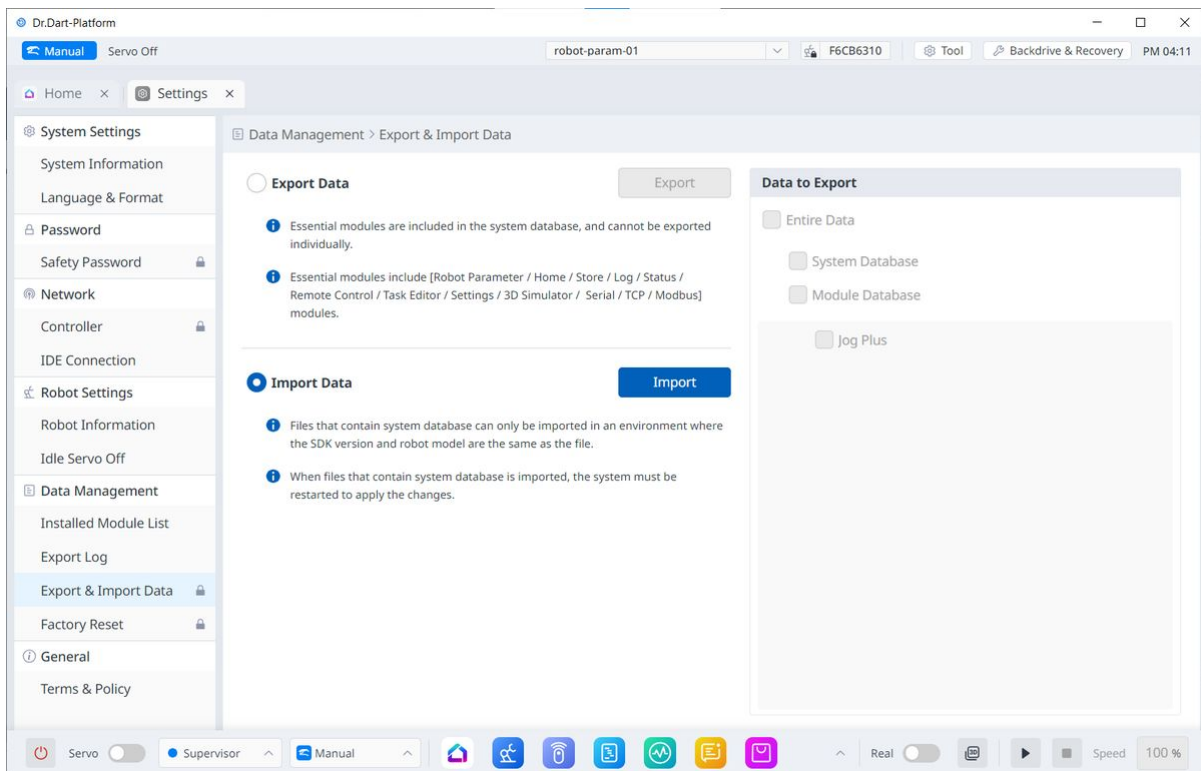 Dr.Dart-Platform
Manual Servo Off robot-param-01 F6CB6310 Tool Backdrive & Recovery PM 04:11
Home Settings
System Settings
System Information
Language & Format
Password
Safety Password
Network
Controller
IDE Connection
Robot Settings
Robot Information
Idle Servo Off
Data Management
Installed Module List
Export Log
Export & Import Data
Factory Reset
General
Terms & Policy
Data Management > Export & Import Data
Export Data Export
Essential modules are included in the system database, and cannot be exported
individually.
Essential modules include [Robot Parameter / Home / Store / Log / Status /
Remote Control / Task Editor / Settings / 3D Simulator / Serial / TCP / Modbus]
modules.
Import Data Import
Files that contain system database can only be imported in an environment where
the SDK version and robot model are the same as the file.
When files that contain system database is imported, the system must be
restarted to apply the changes.
Data to Export
Entire Data
System Database
Module Database
Jog Plus
Servo Supervisor Manual Real 3D Speed 100 %